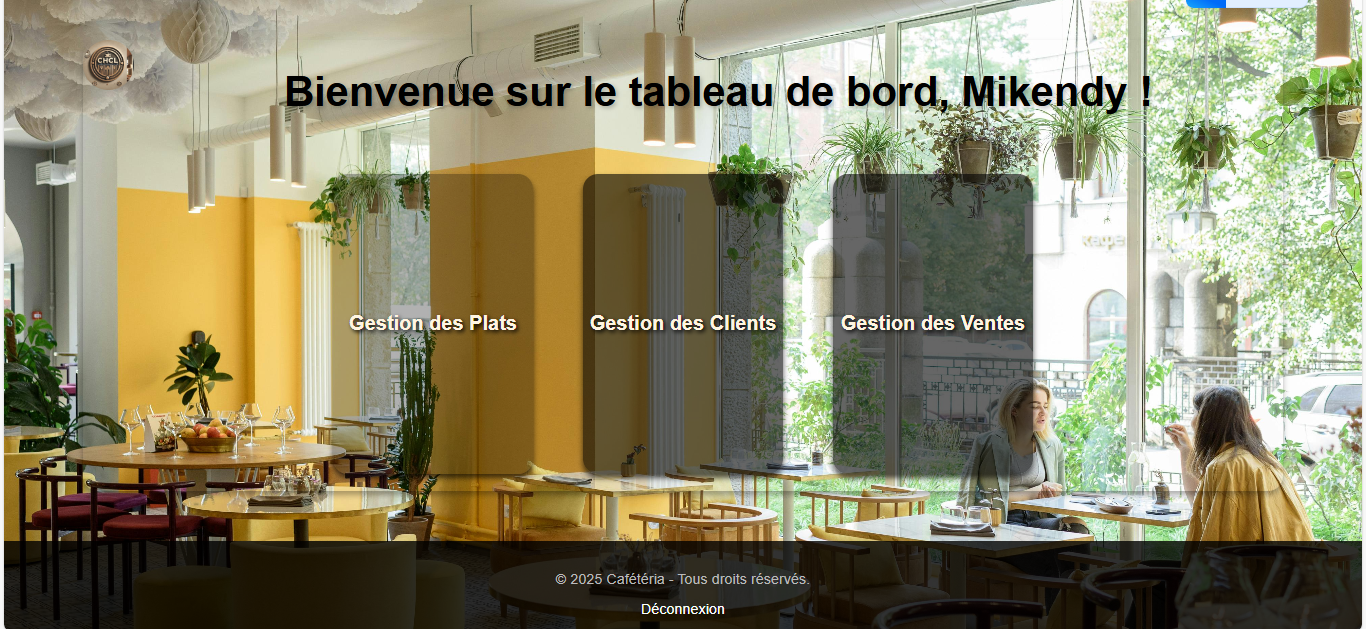 CHCL
Bienvenue sur le tableau de bord, Mikendy !
Gestion des Plats
Gestion des Clients
Gestion des Ventes
© 2025 Cafétéria - Tous droits réservés.
Déconnexion